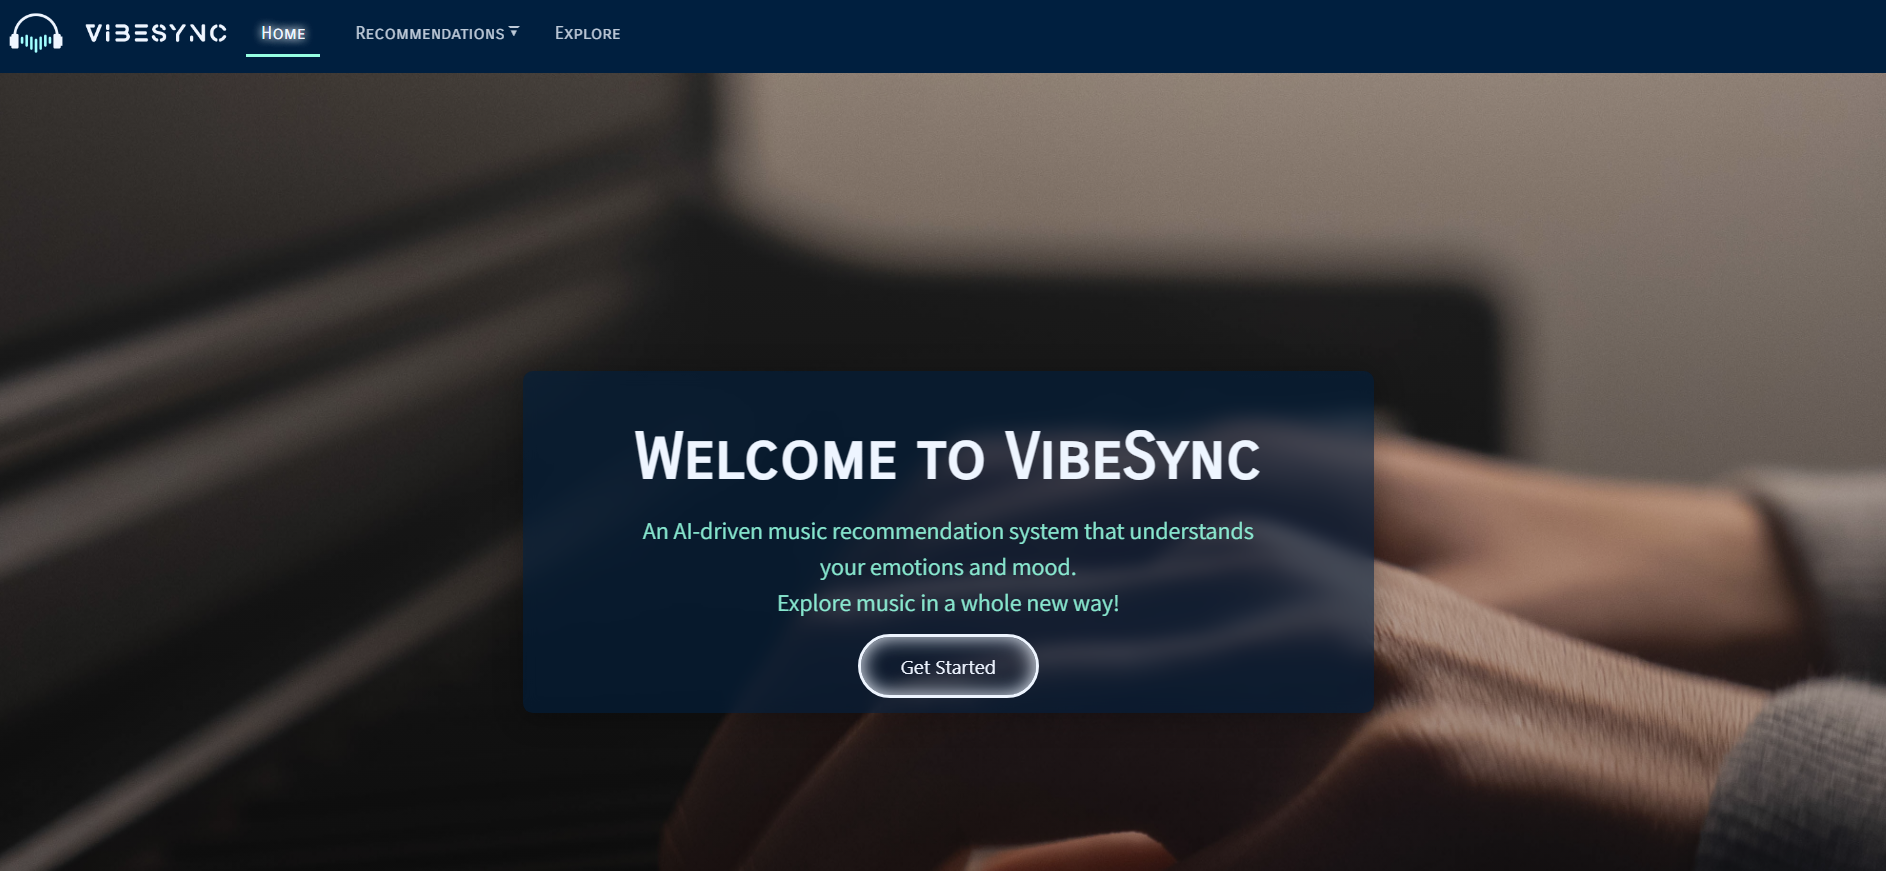 VIBESYNC
Home
Recommendations
Explore
Welcome to VibeSync
An AI-driven music recommendation system that understands
your emotions and mood.
Explore music in a whole new way!
Get Started